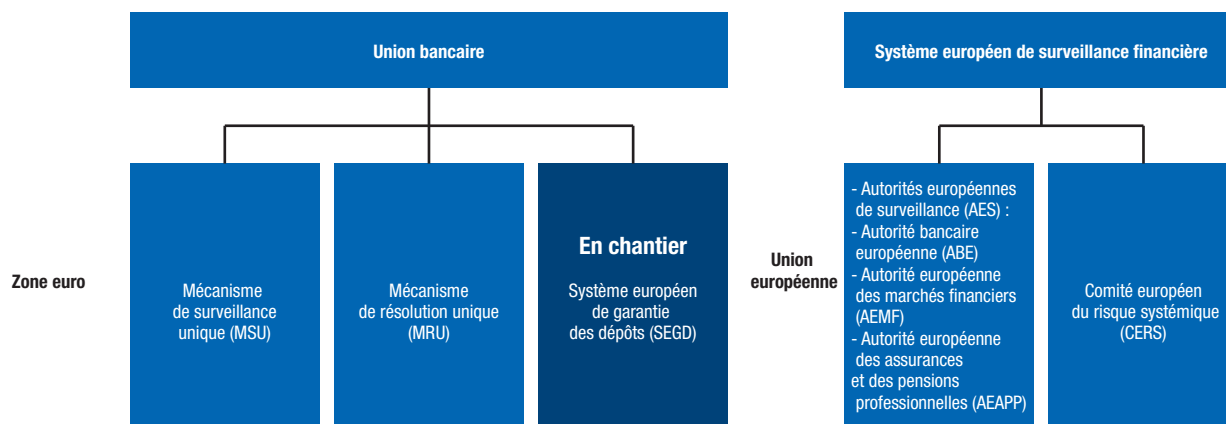 Union bancaire
Système européen de surveillance financière
Zone euro
Mécanisme
de surveillance
unique (MSU)
Mécanisme
de résolution unique
(MRU)
En chantier
Système européen
de garantie
des dépôts (SEGD)
Union
européenne
- Autorités européennes
de surveillance (AES) :
- Autorité bancaire
européenne (ABE)
- Autorité européenne
des marchés financiers
(AEMF)
- Autorité européenne
des assurances
et des pensions
professionnelles (AEAPP)
Comité européen
du risque systémique
(CERS)